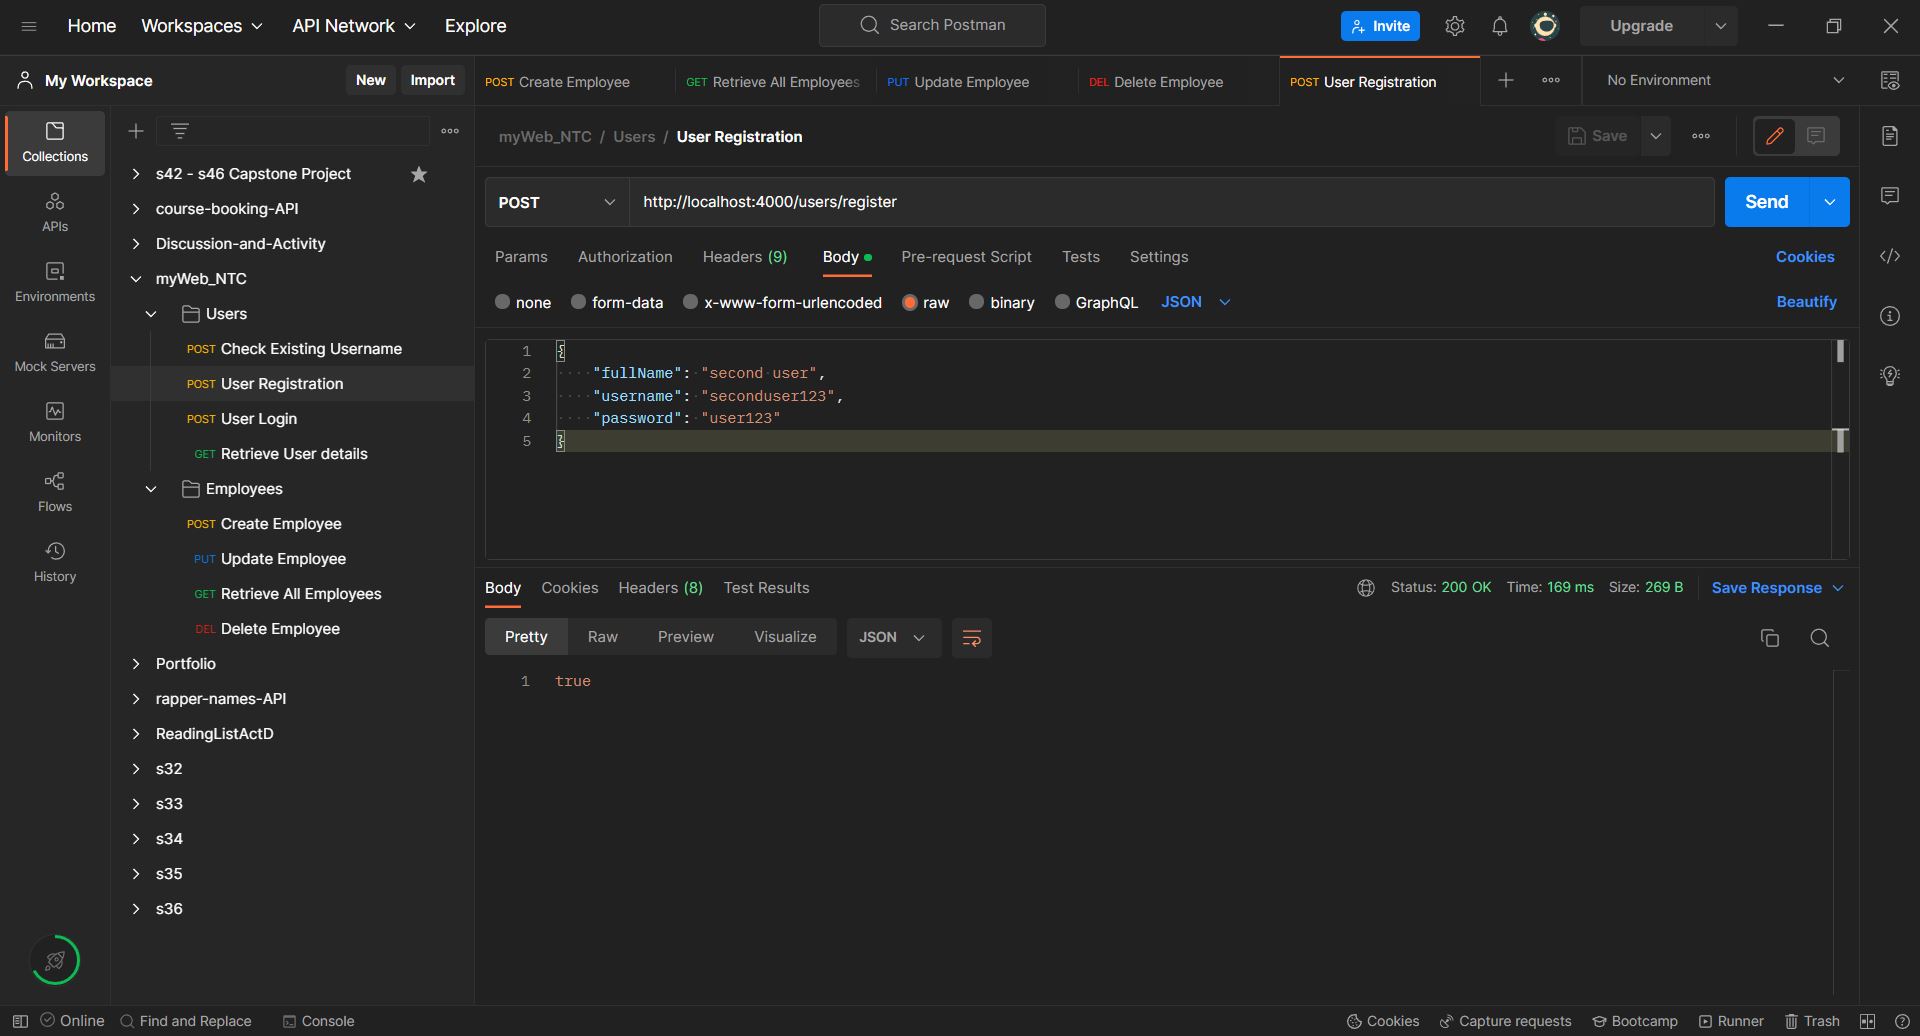 Home Workspaces API Network Explore Search Postman Invite Upgrade
My Workspace New Import
POST Create Employee GET Retrieve All Employees PUT Update Employee DEL Delete Employee POST User Registration No Environment
myWeb_NTC / Users / User Registration Save
POST http://localhost:4000/users/register Send
Params Authorization Headers (9) Body Pre-request Script Tests Settings Cookies
none form-data x-www-form-urlencoded raw binary GraphQL JSON Beautify
1 {
2 "fullName": "second user",
3 "username": "seconduser123",
4 "password": "user123"
5 }
Body Cookies Headers (8) Test Results Status: 200 OK Time: 169 ms Size: 269 B Save Response
Pretty Raw Preview Visualize JSON
1 true
Collections
APIs
Environments
Mock Servers
Monitors
Flows
History
s42 - s46 Capstone Project
course-booking-API
Discussion-and-Activity
myWeb_NTC
Users
POST Check Existing Username
POST User Registration
POST User Login
GET Retrieve User details
Employees
POST Create Employee
PUT Update Employee
GET Retrieve All Employees
DEL Delete Employee
Portfolio
rapper-names-API
ReadingListActD
s32
s33
s34
s35
s36
Online Find and Replace Console Cookies Capture requests Bootcamp Runner Trash